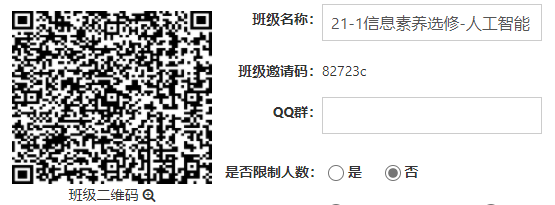 班级名称: 21-1信息素养选修-人工智能
班级邀请码: 82723c
QQ群:
是否限制人数: 是 否
班级二维码